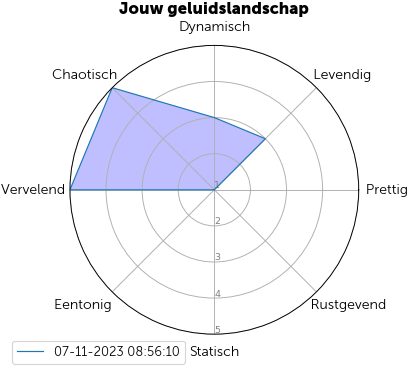 Jouw geluidslandschap
Dynamisch
Chaotisch
Levendig
Vervelend
1
Prettig
2
3
4
Eentonig
Rustgevend
5
07-11-2023 08:56:10
Statisch